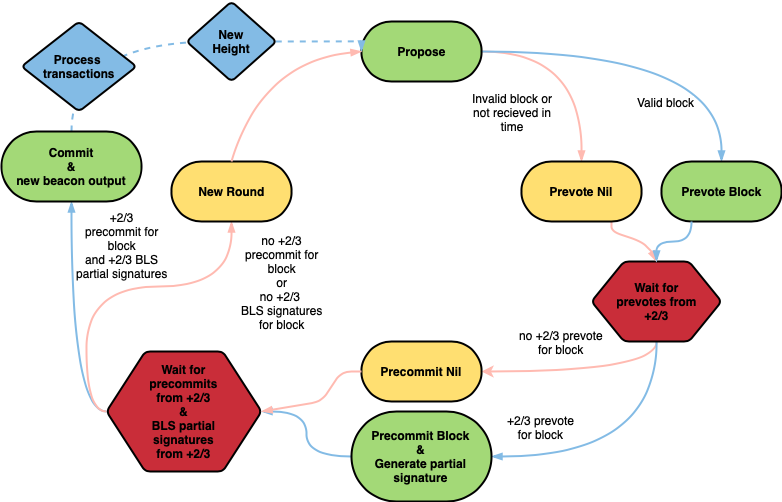 New
Height
Process
transactions
Propose
Invalid block or
not recieved in
time
Valid block
Commit
&
new beacon output
New Round
Prevote Nil
Prevote Block
+2/3
precommit for
block
and +2/3 BLS
partial signatures
no +2/3
precommit for
block
or
no +2/3
BLS signatures
for block
Wait for
prevotes from
+2/3
no +2/3 prevote
for block
Precommit Nil
Wait for
precommits
from +2/3
&
BLS partial
signatures
from +2/3
Precommit Block
&
Generate partial
signature
+2/3 prevote
for block